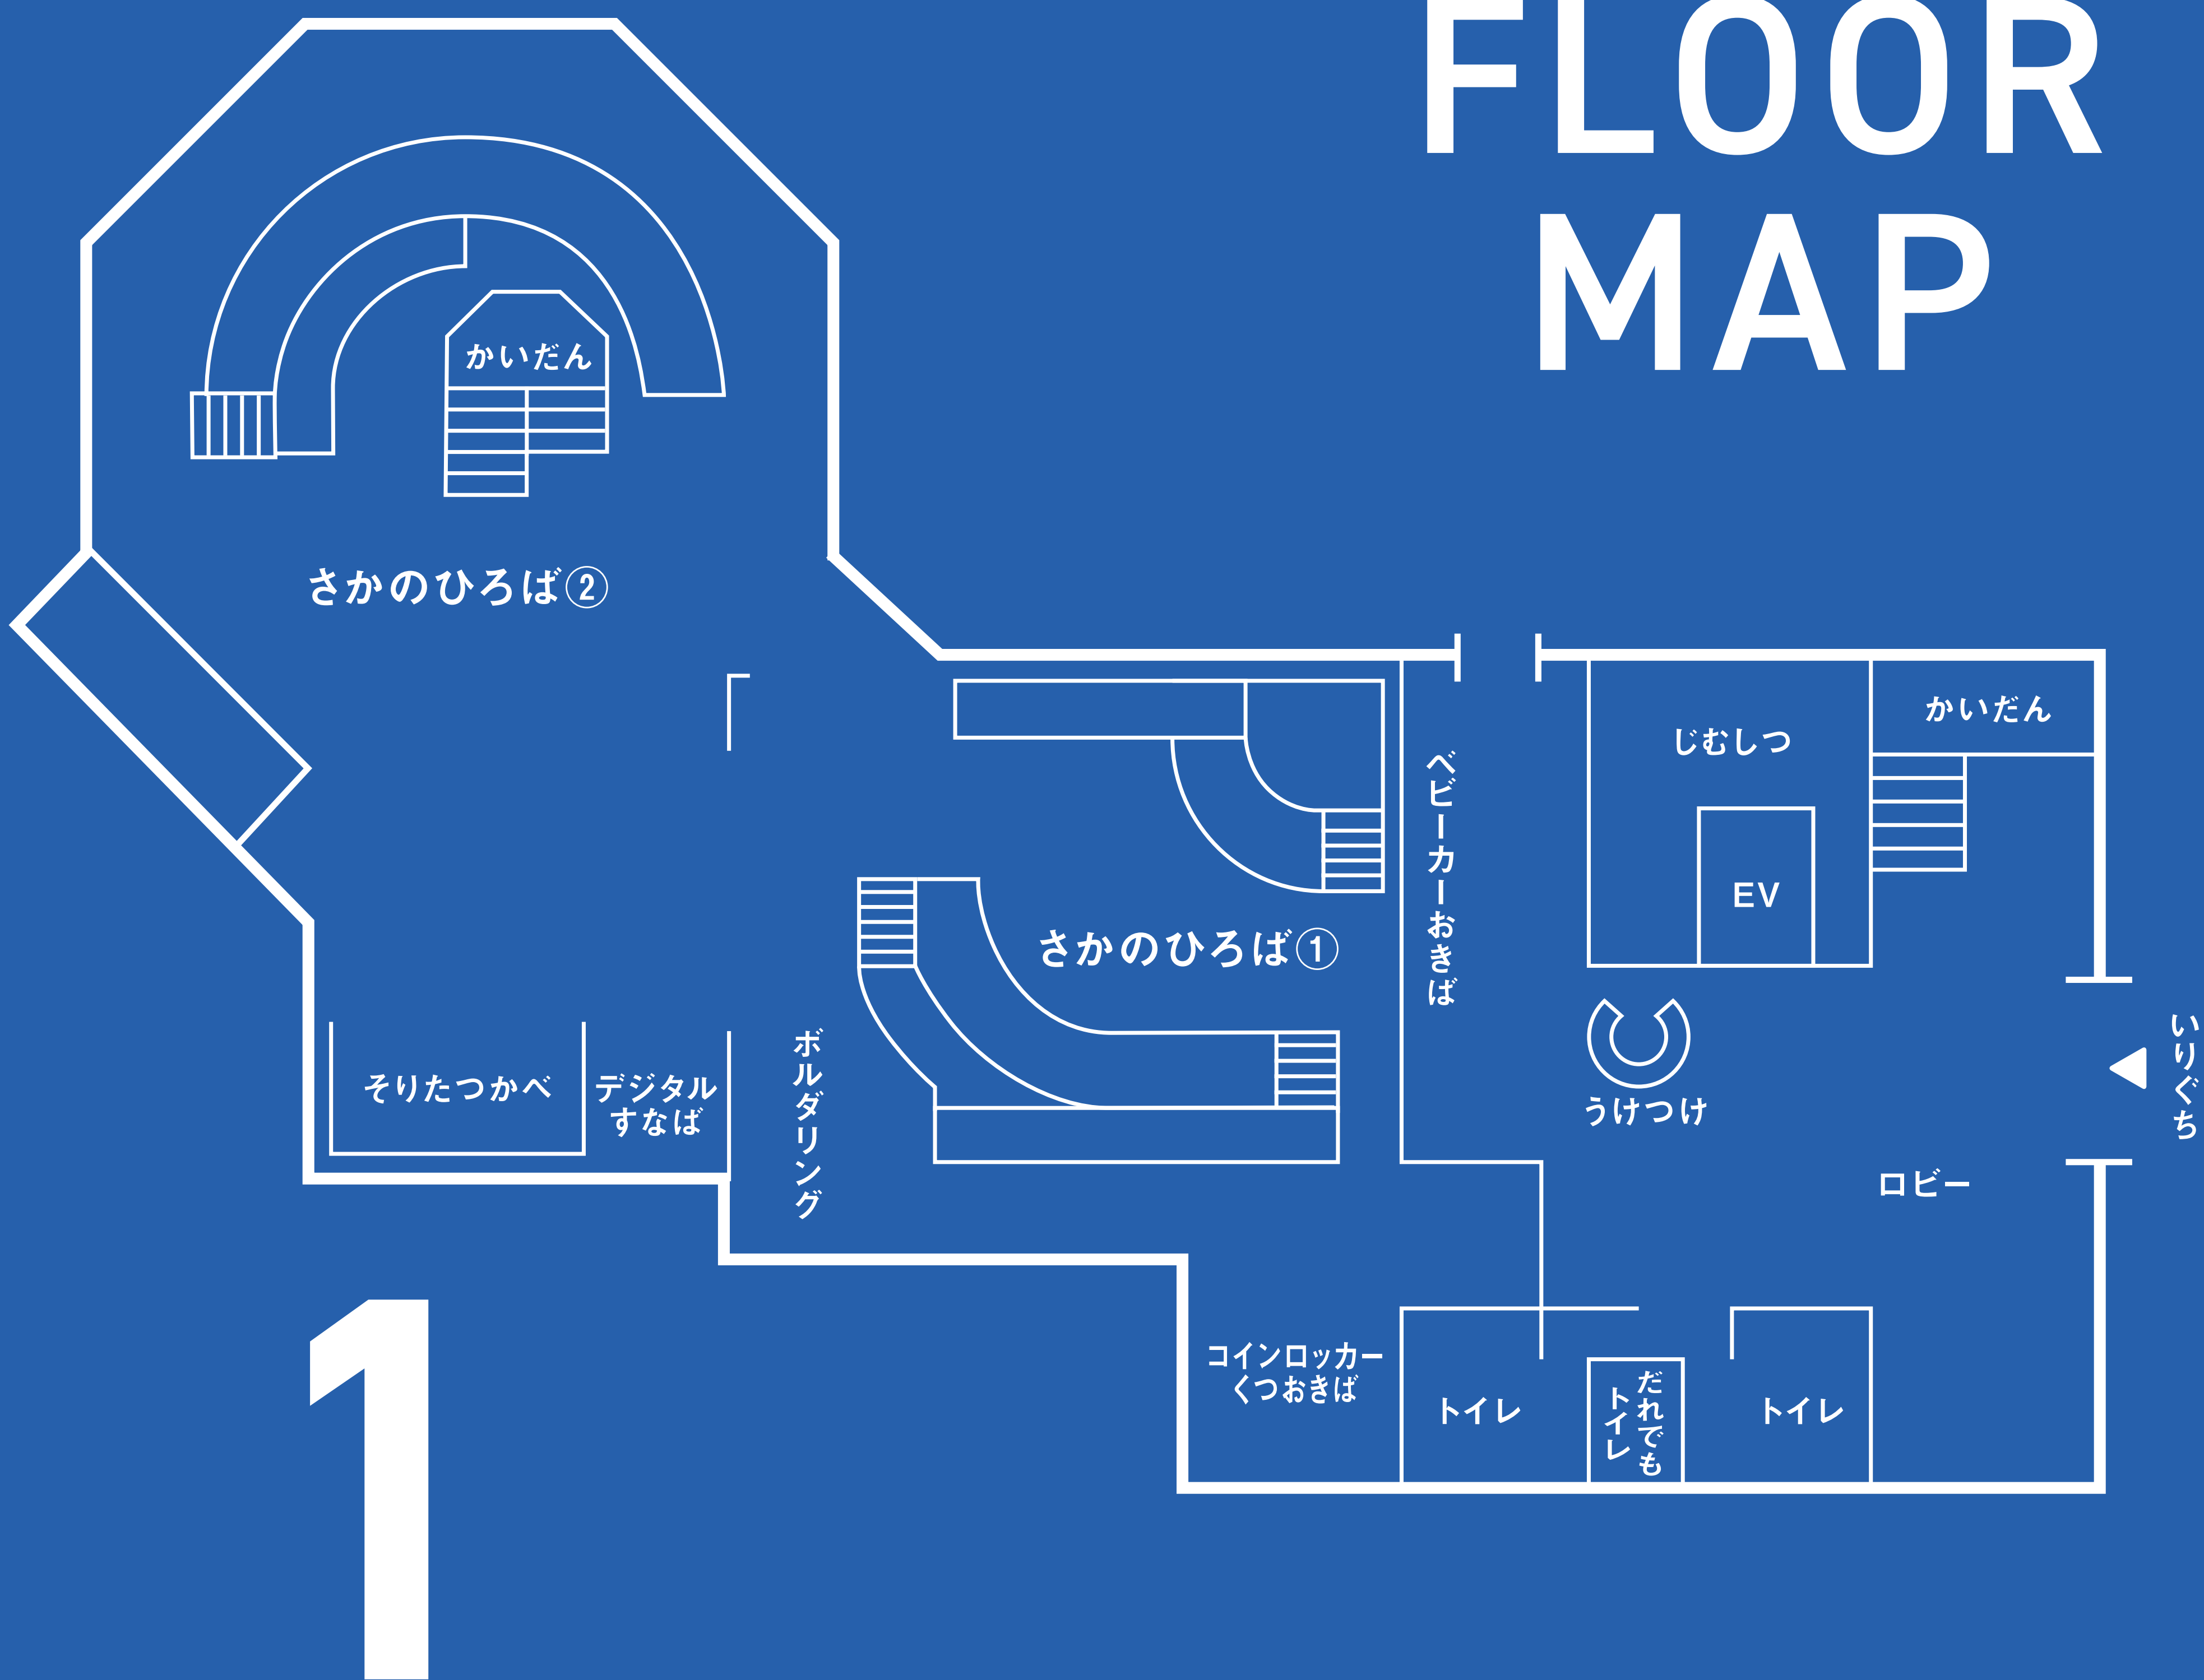 FLOOR
MAP
かいだん
さかのひろば②
かいだん
じむしつ
EV
ベビーカーおきば
さかのひろば①
いりぐち
うけつけ
ロビー
そりたつかべ
デジタル
すなば
ボルダリング
コインロッカー
くつおきば
トイレ
だれでも
トイレ
トイレ
1